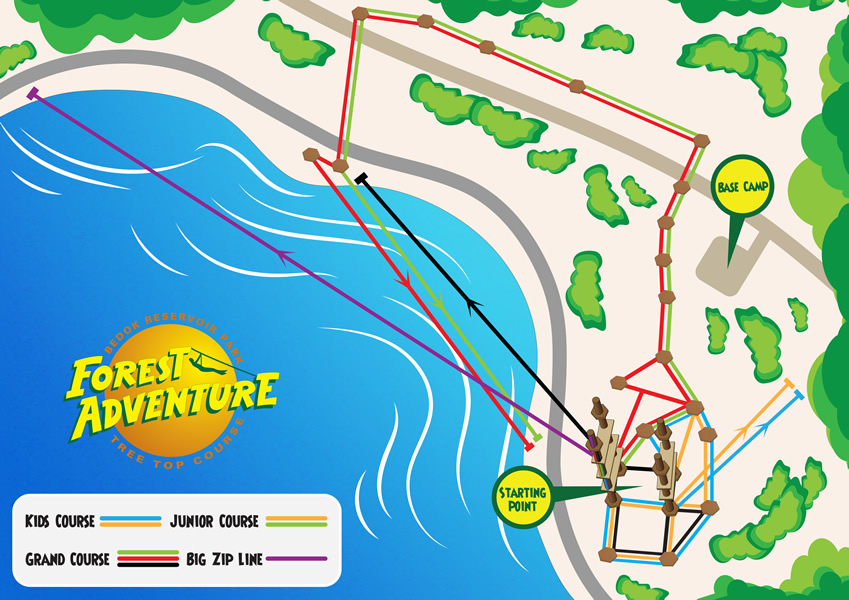 BASE CAMP
BEDOK RESERVOIR PARK
FOREST
ADVENTURE
TREE TOP COURSE
STARTING
POINT
KIDS COURSE JUNIOR COURSE
GRAND COURSE BIG ZIP LINE